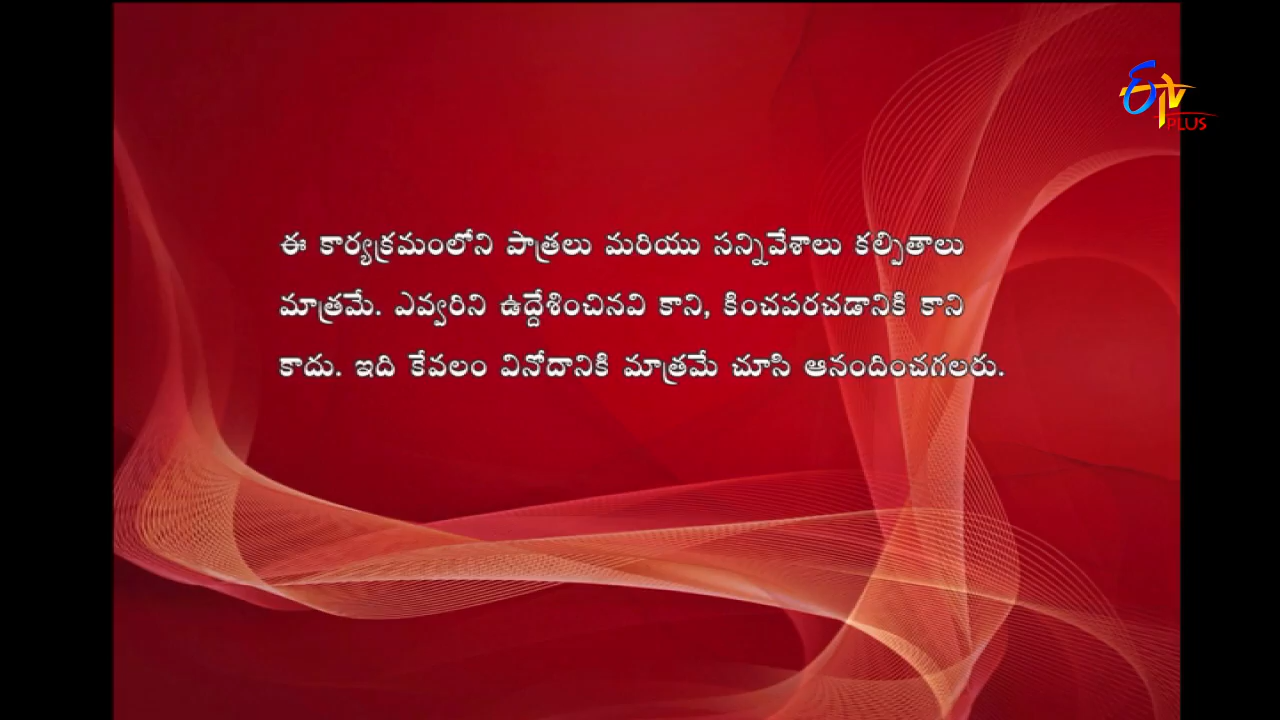 ETV
PLUS
ఈ కార్యక్రమంలోని పాత్రలు మరియు సన్నివేశాలు కల్పితాలు
మాత్రమే. ఎవ్వరిని ఉద్దేశించినవి కాని, కించపరచడానికి కాని
కాదు. ఇది కేవలం వినోదానికి మాత్రమే చూసి ఆనందించగలరు.